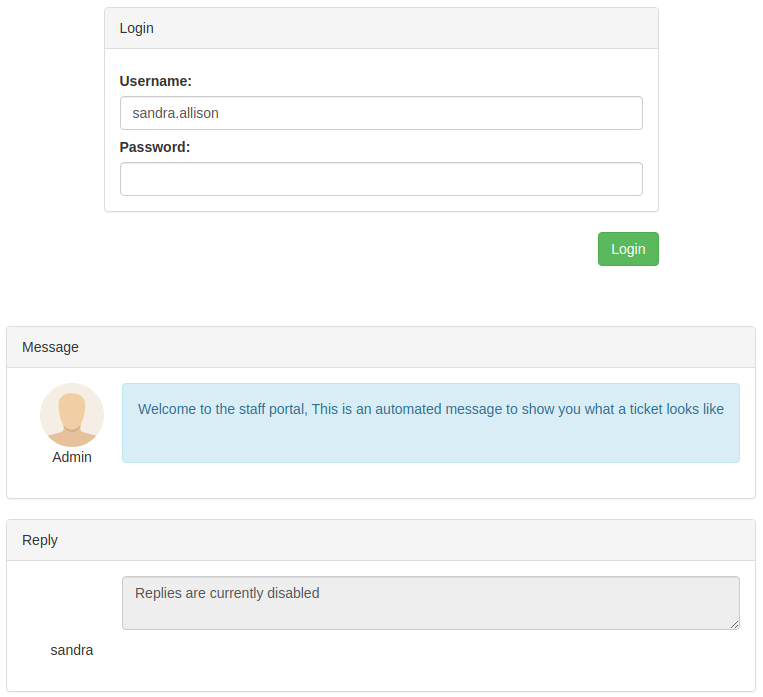 Login
Username:
sandra.allison
Password:
Login
Message
Welcome to the staff portal, This is an automated message to show you what a ticket looks like
Admin
Reply
Replies are currently disabled
sandra